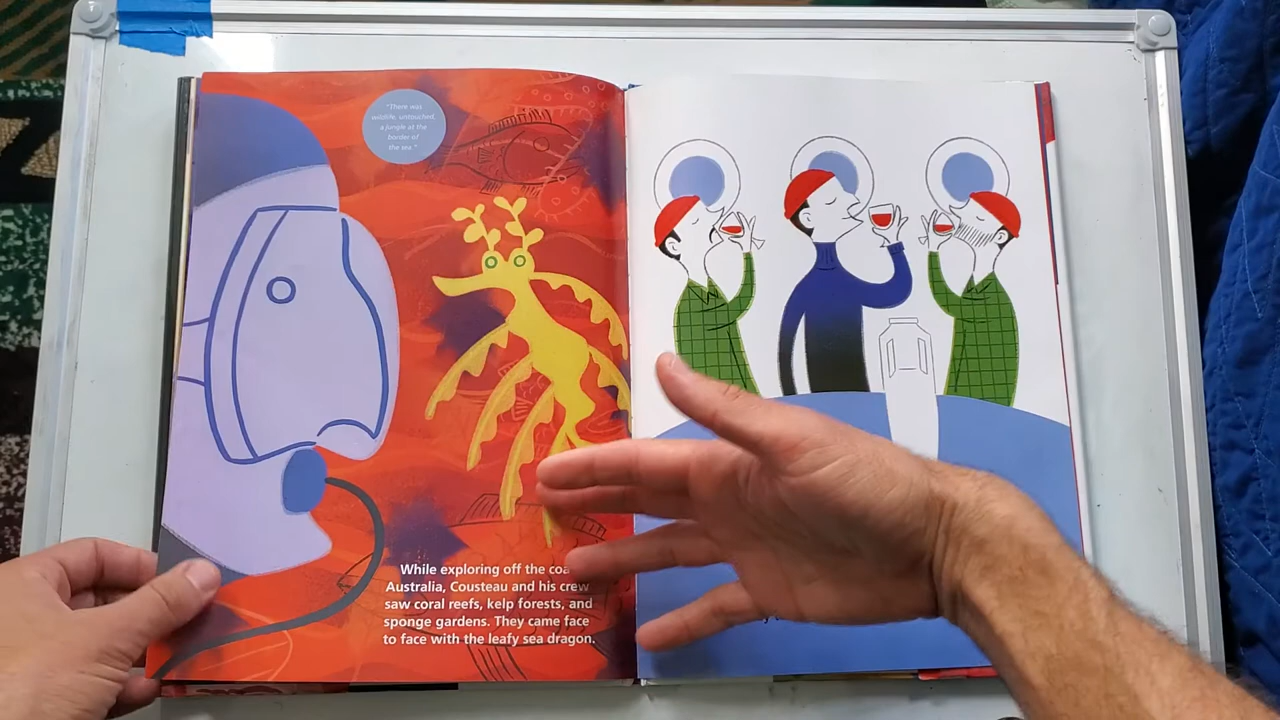 "There was
wildlife, untouched,
a jungle at the
border of
the sea."
While exploring off the coa
Australia, Cousteau and his crew
saw coral reefs, kelp forests, and
sponge gardens. They came face
to face with the leafy sea dragon.